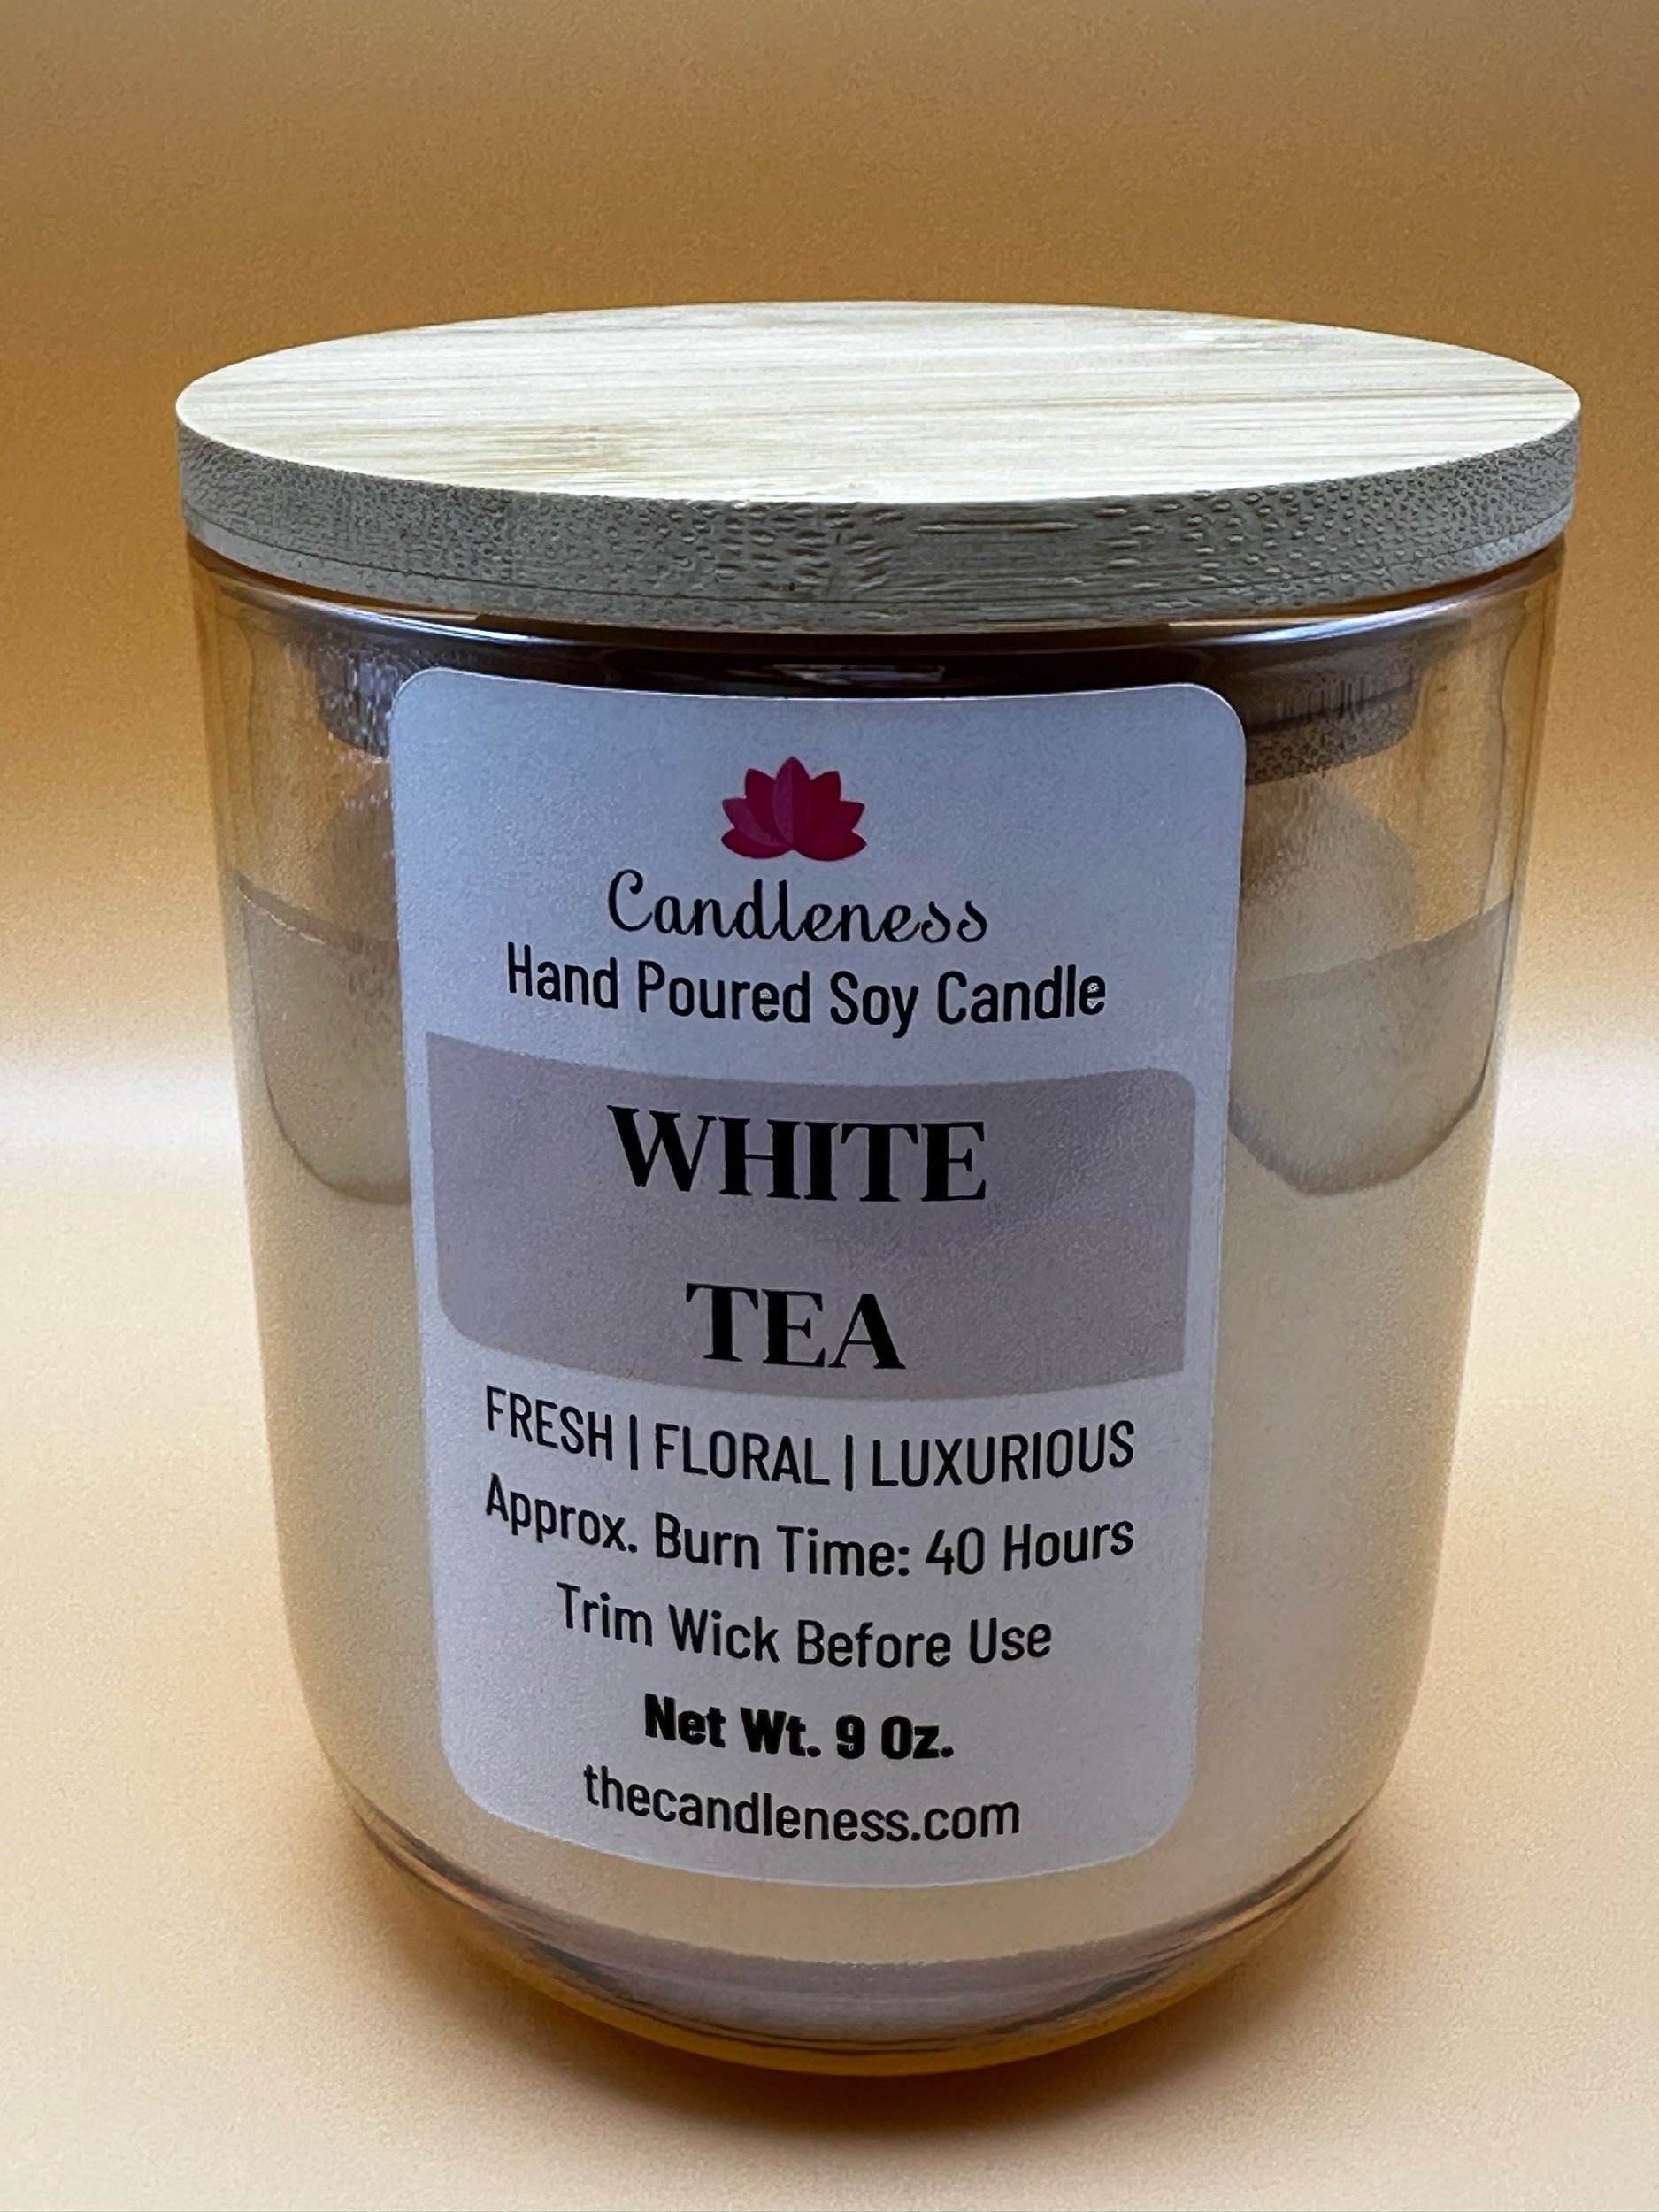 Candleness
Hand Poured Soy Candle
WHITE
TEA
FRESH | FLORAL | LUXURIOUS
Approx. Burn Time: 40 Hours
Trim Wick Before Use
Net Wt. 9 Oz.
thecandleness.com